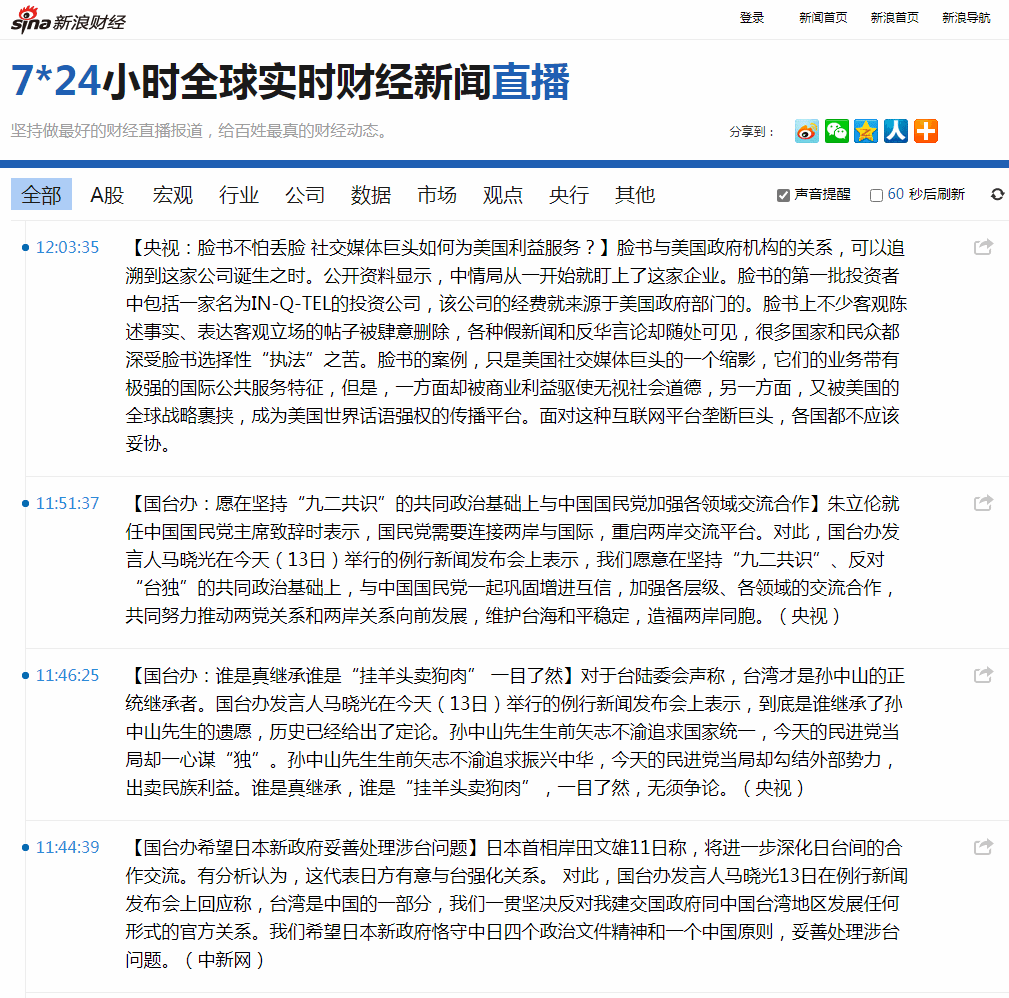 sina新浪财经
登录 新闻首页 新浪首页 新浪导航
7*24小时全球实时财经新闻直播
坚持做最好的财经直播报道，给百姓最真的财经动态。
分享到：
全部 A股 宏观 行业 公司 数据 市场 观点 央行 其他
声音提醒 60 秒后刷新
12:03:35
【央视：脸书不怕丢脸 社交媒体巨头如何为美国利益服务？】脸书与美国政府机构的关系，可以追
溯到这家公司诞生之时。公开资料显示，中情局从一开始就盯上了这家企业。脸书的第一批投资者
中包括一家名为IN-Q-TEL的投资公司，该公司的经费就来源于美国政府部门的。脸书上不少客观陈
述事实、表达客观立场的帖子被肆意删除，各种假新闻和反华言论却随处可见，很多国家和民众都
深受脸书选择性“执法”之苦。脸书的案例，只是美国社交媒体巨头的一个缩影，它们的业务带有
极强的国际公共服务特征，但是，一方面却被商业利益驱使无视社会道德，另一方面，又被美国的
全球战略裹挟，成为美国世界话语强权的传播平台。面对这种互联网平台垄断巨头，各国都不应该
妥协。
11:51:37
【国台办：愿在坚持“九二共识”的共同政治基础上与中国国民党加强各领域交流合作】朱立伦就
任中国国民党主席致辞时表示，国民党需要连接两岸与国际，重启两岸交流平台。对此，国台办发
言人马晓光在今天（13日）举行的例行新闻发布会上表示，我们愿意在坚持“九二共识”、反对
“台独”的共同政治基础上，与中国国民党一起巩固增进互信，加强各层级、各领域的交流合作，
共同努力推动两党关系和两岸关系向前发展，维护台海和平稳定，造福两岸同胞。（央视）
11:46:25
【国台办：谁是真继承谁是“挂羊头卖狗肉” 一目了然】对于台陆委会声称，台湾才是孙中山的正
统继承者。国台办发言人马晓光在今天（13日）举行的例行新闻发布会上表示，到底是谁继承了孙
中山先生的遗愿，历史已经给出了定论。孙中山先生生前矢志不渝追求国家统一，今天的民进党当
局却一心谋“独”。孙中山先生生前矢志不渝追求振兴中华，今天的民进党当局却勾结外部势力，
出卖民族利益。谁是真继承，谁是“挂羊头卖狗肉”，一目了然，无须争论。（央视）
11:44:39
【国台办希望日本新政府妥善处理涉台问题】日本首相岸田文雄11日称，将进一步深化日台间的合
作交流。有分析认为，这代表日方有意与台强化关系。 对此，国台办发言人马晓光13日在例行新闻
发布会上回应称，台湾是中国的一部分，我们一贯坚决反对我建交国政府同中国台湾地区发展任何
形式的官方关系。我们希望日本新政府恪守中日四个政治文件精神和一个中国原则，妥善处理涉台
问题。（中新网）